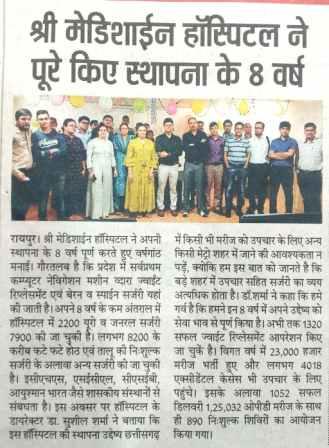 श्री मेडिशाईन हॉस्पिटल ने
पूरे किए स्थापना के 8 वर्ष
रायपुर। श्री मेडिशाईन हॉस्पिटल ने अपनी
स्थापना के 8 वर्ष पूर्ण करते हुए वर्षगांठ
मनाई। गौरतलब है कि प्रदेश में सर्वप्रथम
कम्प्यूटर नेविगेशन मशीन व्दारा ज्वाईंट
रिप्लेसमेंट एवं ब्रेन व स्पाईन सर्जरी यहां
की जाती है। अपने 8 वर्ष के कम अंतराल में
हॉस्पिटल में 2200 यूरो व जनरल सर्जरी
7900 की जा चुकी है। लगभग 8200 के
करीब कटे फटे होठ एवं तालु की निःशुल्क
सर्जरी के अलावा अन्य सर्जरी की जा चुकी
है। इसीएचएस, एसईसीएल, सीएसईबी,
आयुश्मान भारत जैसे शासकीय संस्थानों से
संबधता है। इस अवसर पर हॉस्पिटल के
डायरेक्टर डा. सुशील शर्मा ने बताया कि
इस हॉस्पिटल की स्थापना उद्देष्य छत्तीसगढ़
में किसी भी मरीज को उपचार के लिए अन्य
किसी मेट्रो शहर में जाने की आवश्यकता न
पड़ें, क्योंकि हम इस बात को जानते है कि
बड़े शहर में उपचार सहित सर्जरी का व्यय
अत्यधिक होता है। डॉ.शर्मा ने कहा कि हमे
गर्व है कि हमने इन 8 वर्ष में अपने उद्देष्य को
सेवा भाव से पूर्ण किया है। अभी तक 1320
सफल ज्वाईंट रिप्लेसमेंट आपरेशन किए
जा चुके है। विगत वर्ष में 23,000 हजार
मरीज भर्ती हुए और लगभग 4018
एक्सीडेंटल केसेस भी उपचार के लिए
पहुंचे। इसके अलावा 1052 सफल
डिलवरी 1,25,032 ओपीडी मरीज के साथ
ही 890 निःशुल्क शिविरों का आयोजन
किया गया।